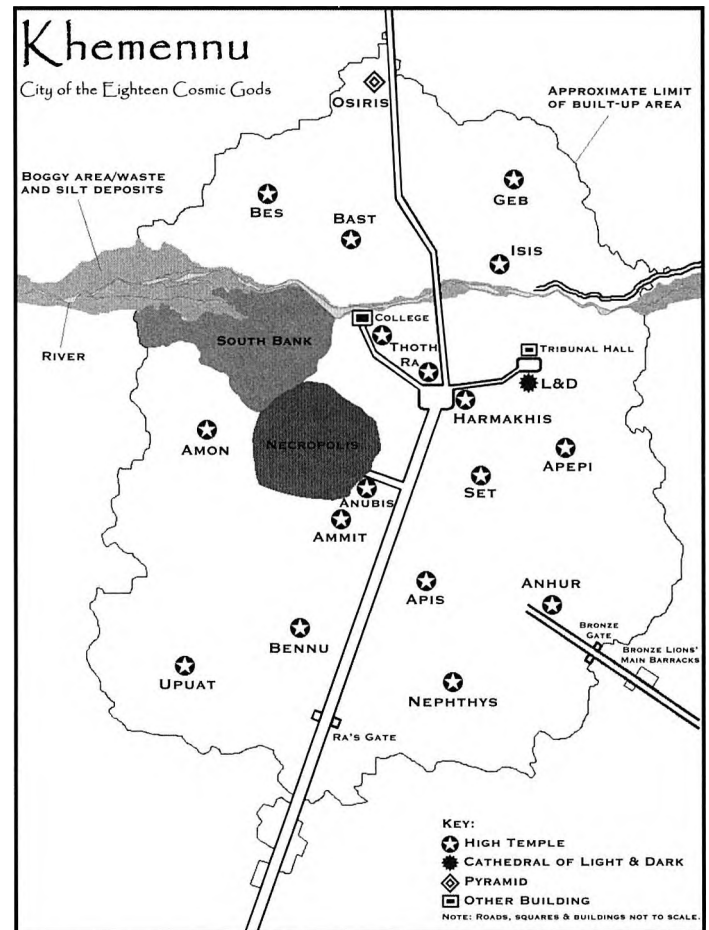 Khemennu
City of the Eighteen Cosmic Gods
OSIRIS
APPROXIMATE LIMIT
OF BUILT-UP AREA
BOGGY AREA/WASTE
AND SILT DEPOSITS
BES
GEB
BAST
ISIS
RIVER
SOUTH BANK
COLLEGE
THOTH
RA
TRIBUNAL HALL
L&D
HARMAKHIS
AMON
NECROPOLIS
APEPI
SET
ANUBIS
AMMIT
APIS
ANHUR
BRONZE
GATE
BRONZE LIONS'
MAIN BARRACKS
BENNU
UPUAT
NEPHTHYS
RA'S GATE
KEY:
HIGH TEMPLE
CATHEDRAL OF LIGHT & DARK
PYRAMID
OTHER BUILDING
NOTE: ROADS, SQUARES & BUILDINGS NOT TO SCALE.